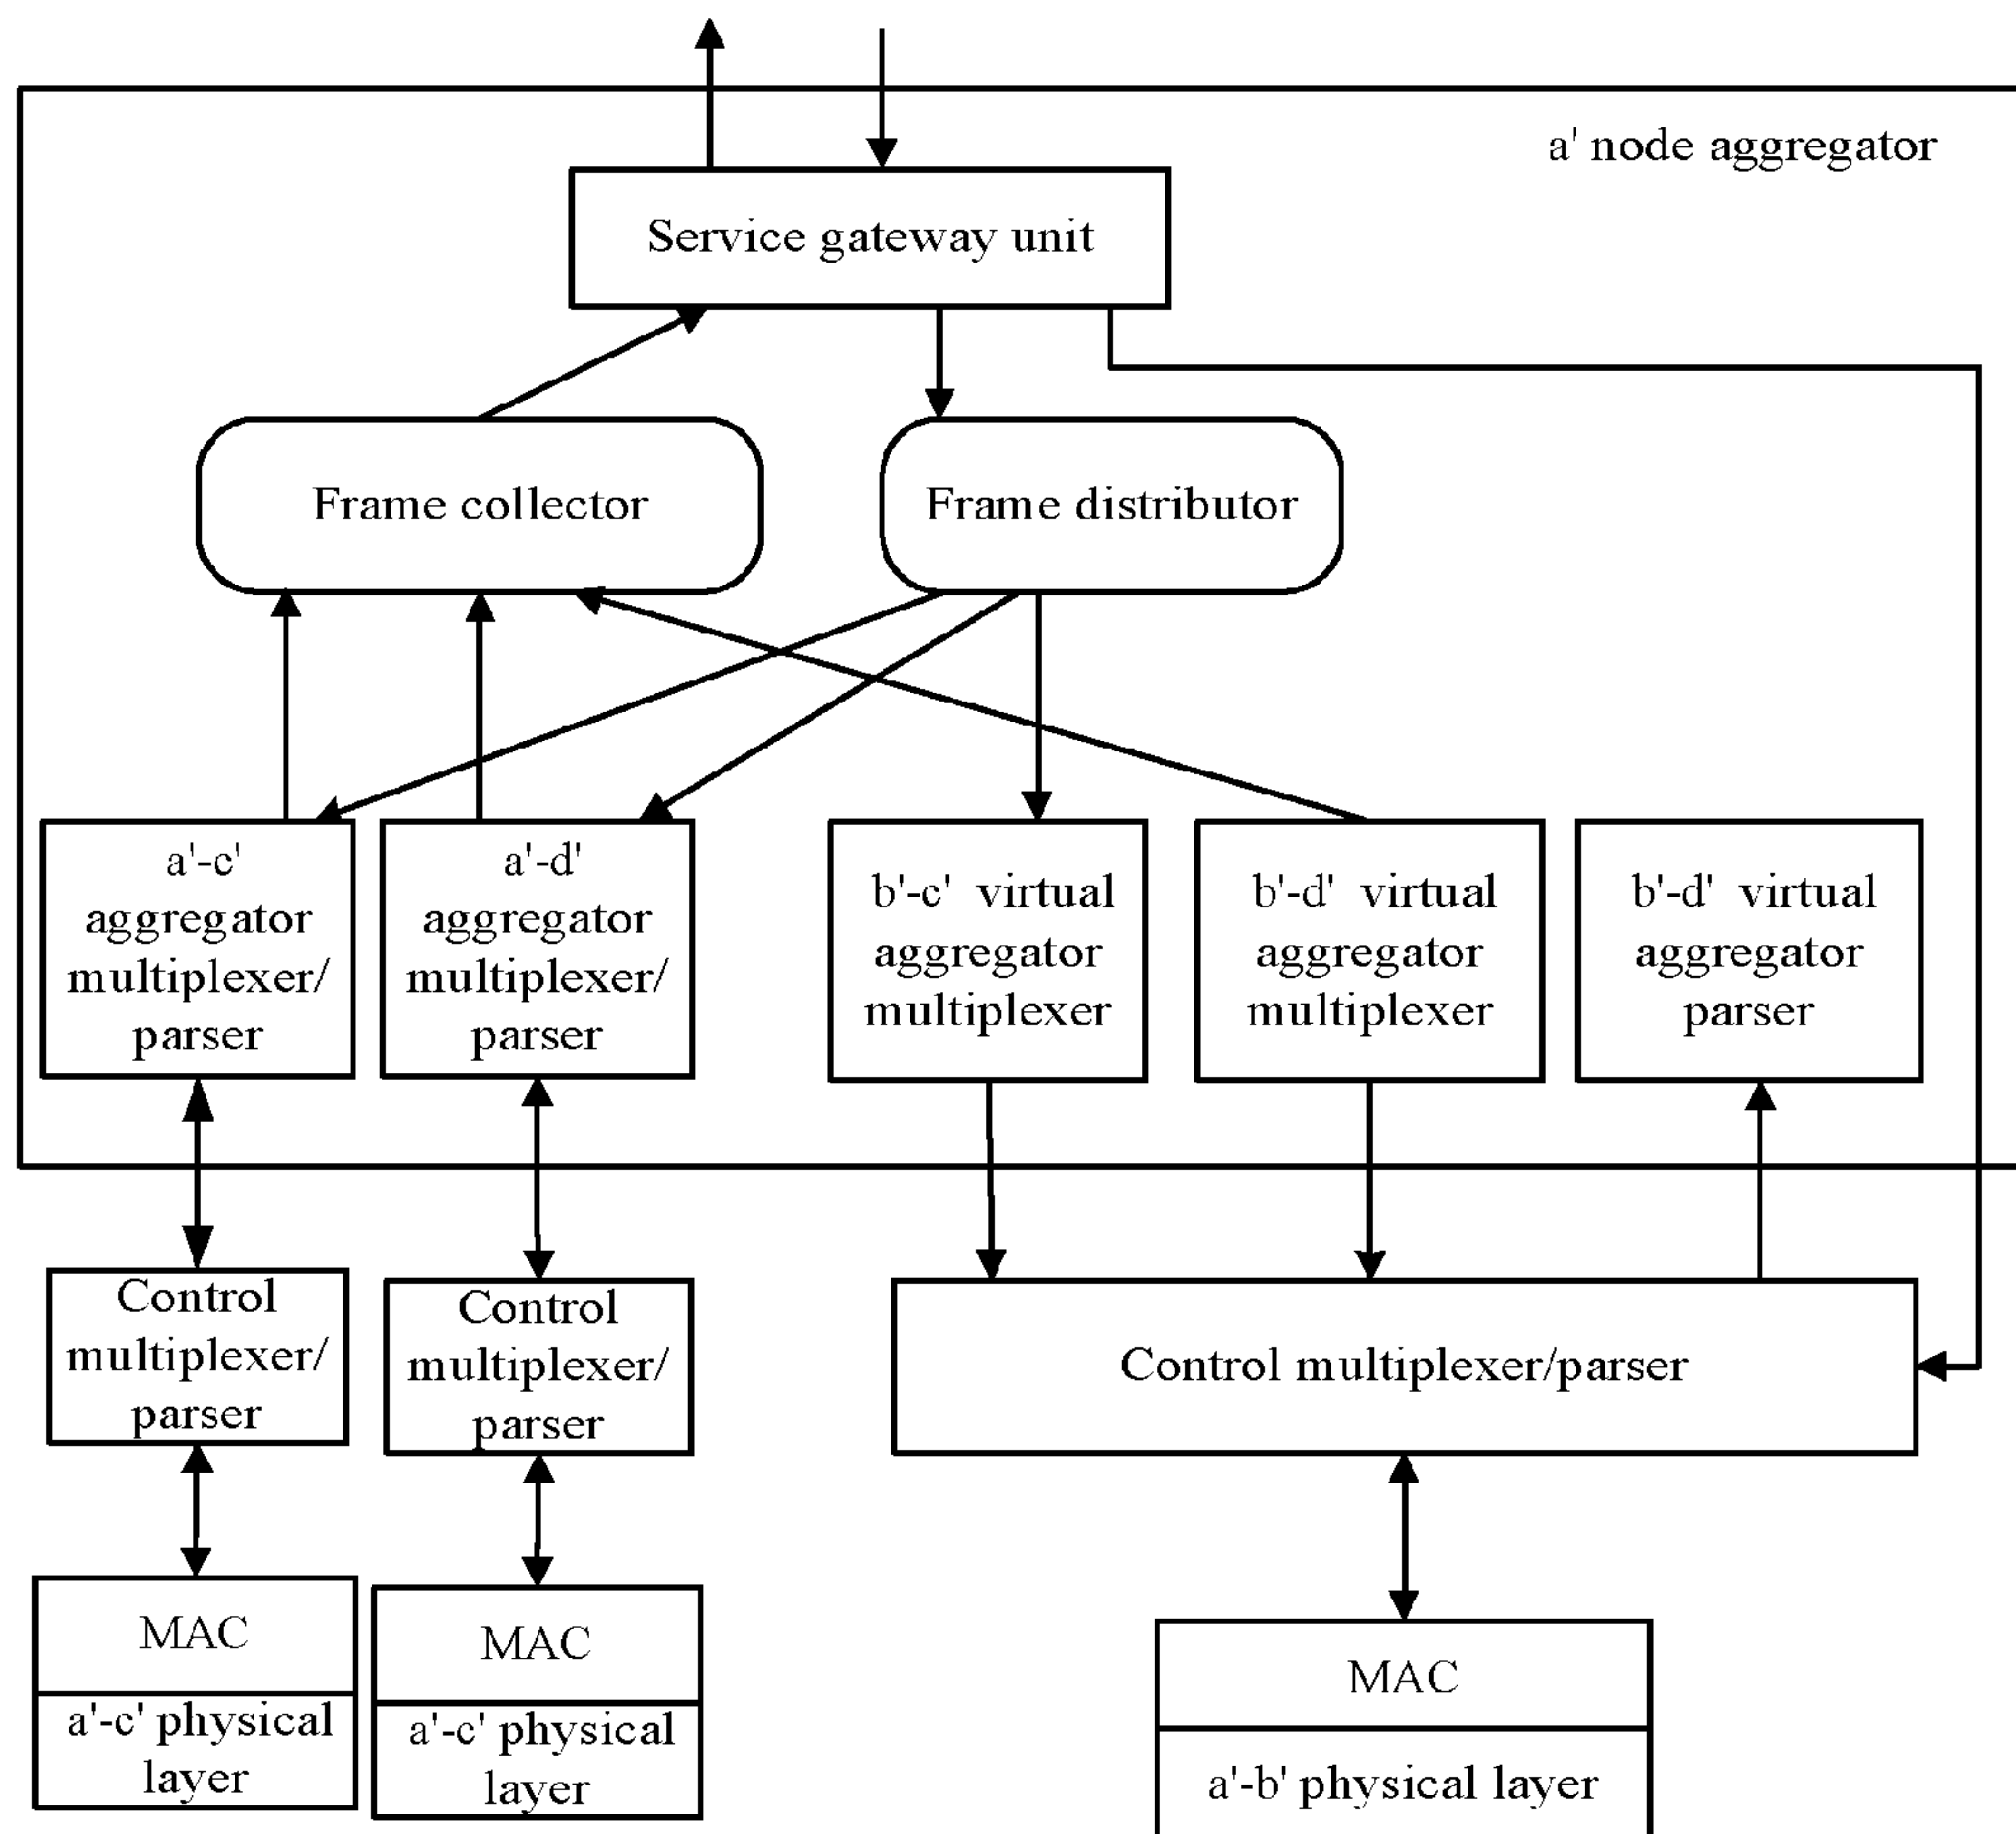 a' node aggregator
Service gateway unit
Frame collector
Frame distributor
a'-c'
aggregator
multiplexer/
parser
a'-d'
aggregator
multiplexer/
parser
b'-c' virtual
aggregator
multiplexer
b'-d' virtual
aggregator
multiplexer
b'-d' virtual
aggregator
parser
Control
multiplexer/
parser
Control
multiplexer/
parser
Control multiplexer/parser
MAC
a'-c' physical
layer
MAC
a'-c' physical
layer
MAC
a'-b' physical layer